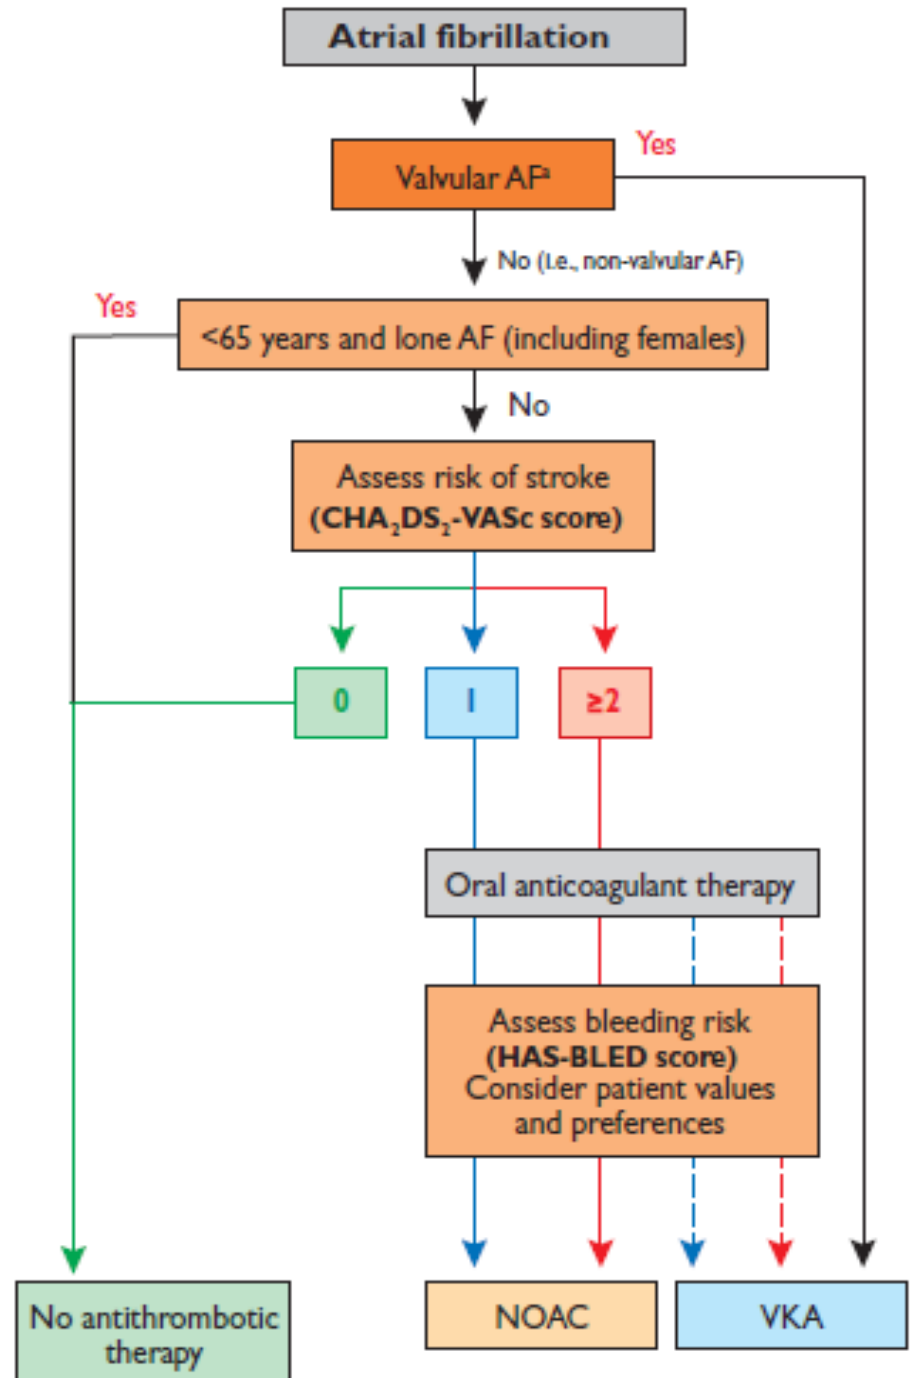 Atrial fibrillation
Yes
Valvular AFª
No (i.e., non-valvular AF)
Yes
<65 years and lone AF (including females)
No
Assess risk of stroke
(CHA₂DS₂-VASc score)
0
1
≥2
Oral anticoagulant therapy
Assess bleeding risk
(HAS-BLED score)
Consider patient values
and preferences
No antithrombotic
therapy
NOAC
VKA